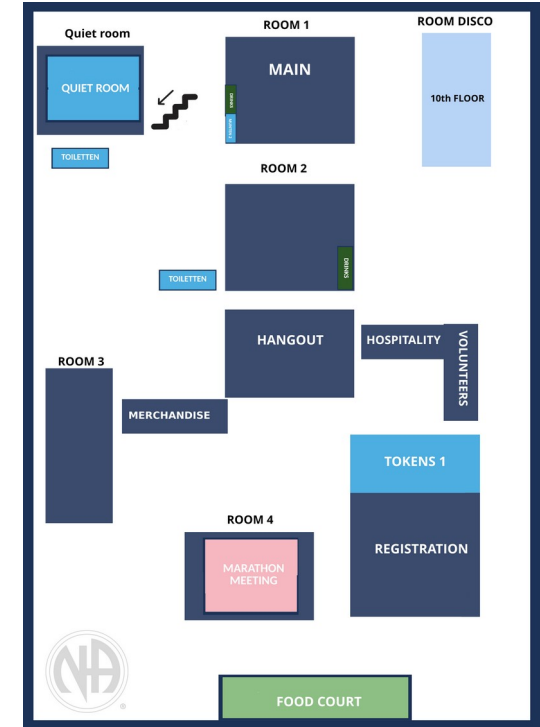 Quiet room
ROOM 1
ROOM DISCO
QUIET ROOM
MAIN
10th FLOOR
DRINKS
TOILETTEN
ROOM 2
DRINKS
TOILETTEN
HANGOUT
HOSPITALITY
VOLUNTEERS
ROOM 3
MERCHANDISE
TOKENS 1
ROOM 4
REGISTRATION
MARATHON
MEETING
NA
®
FOOD COURT